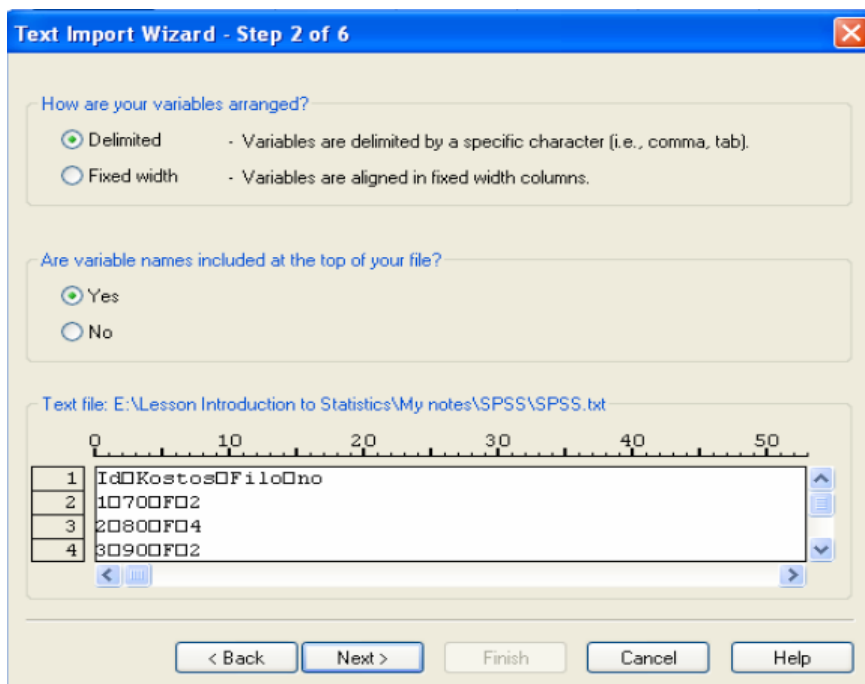 Text Import Wizard - Step 2 of 6
How are your variables arranged?
Delimited - Variables are delimited by a specific character (i.e., comma, tab).
Fixed width - Variables are aligned in fixed width columns.
Are variable names included at the top of your file?
Yes
No
Text file: E:\Lesson Introduction to Statistics\My notes\SPSS\SPSS.txt
0 10 20 30 40 50
1 Id□Kostos□Filo□no
2 1□70□F□2
3 2□80□F□4
4 3□90□F□2
< Back Next > Finish Cancel Help